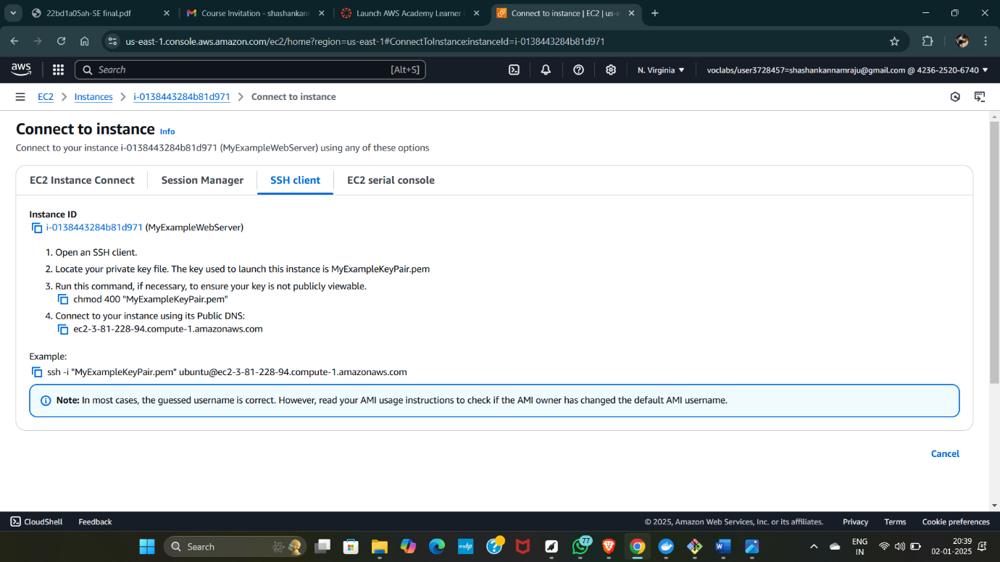 22bd1a05ah-SE final.pdf
Course Invitation - shashankann
Launch AWS Academy Learner
Connect to instance | EC2 | us-e
us-east-1.console.aws.amazon.com/ec2/home?region=us-east-1#ConnectToInstance:instanceId=i-0138443284b81d971
aws
Search [Alt+S]
N. Virginia
voclabs/user3728457=shashankannamraju@gmail.com @ 4236-2520-6740
EC2 > Instances > i-0138443284b81d971 > Connect to instance
Connect to instance Info
Connect to your instance i-0138443284b81d971 (MyExampleWebServer) using any of these options
EC2 Instance Connect
Session Manager
SSH client
EC2 serial console
Instance ID
i-0138443284b81d971 (MyExampleWebServer)
1. Open an SSH client.
2. Locate your private key file. The key used to launch this instance is MyExampleKeyPair.pem
3. Run this command, if necessary, to ensure your key is not publicly viewable.
chmod 400 "MyExampleKeyPair.pem"
4. Connect to your instance using its Public DNS:
ec2-3-81-228-94.compute-1.amazonaws.com
Example:
ssh -i "MyExampleKeyPair.pem" ubuntu@ec2-3-81-228-94.compute-1.amazonaws.com
Note: In most cases, the guessed username is correct. However, read your AMI usage instructions to check if the AMI owner has changed the default AMI username.
Cancel
CloudShell
Feedback
© 2025, Amazon Web Services, Inc. or its affiliates.
Privacy
Terms
Cookie preferences
Search
myhp
77
ENG
IN
20:39
02-01-2025